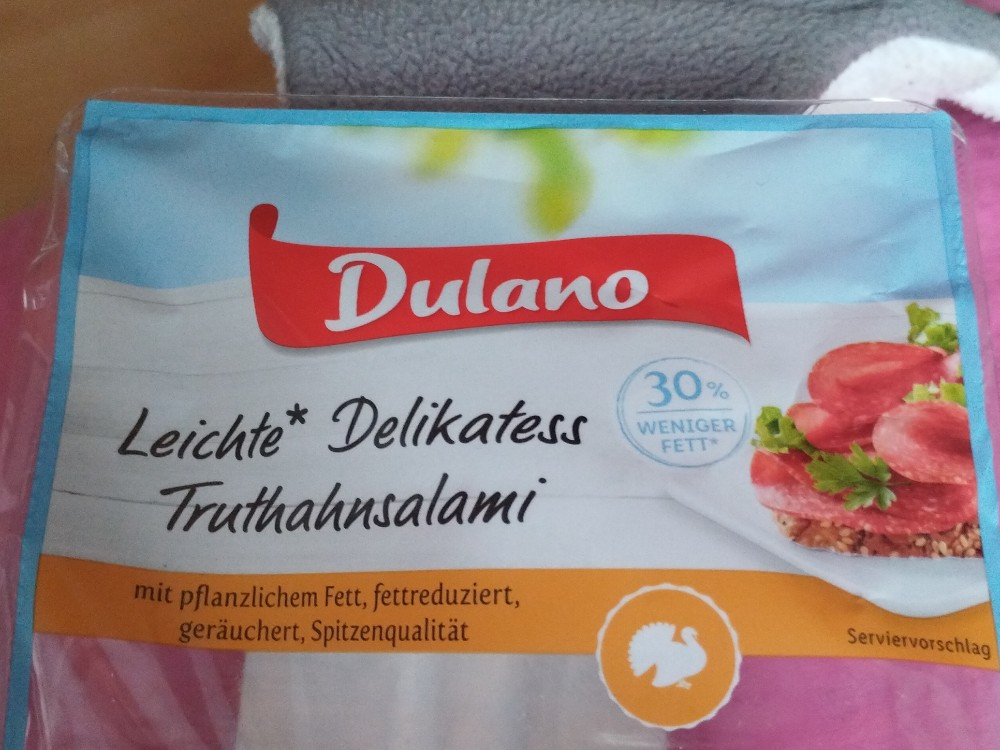 Dulano
Leichte* Delikatess
Truthahnsalami
30%
WENIGER
FETT*
mit pflanzlichem Fett, fettreduziert,
geräuchert, Spitzenqualität
Serviervorschlag